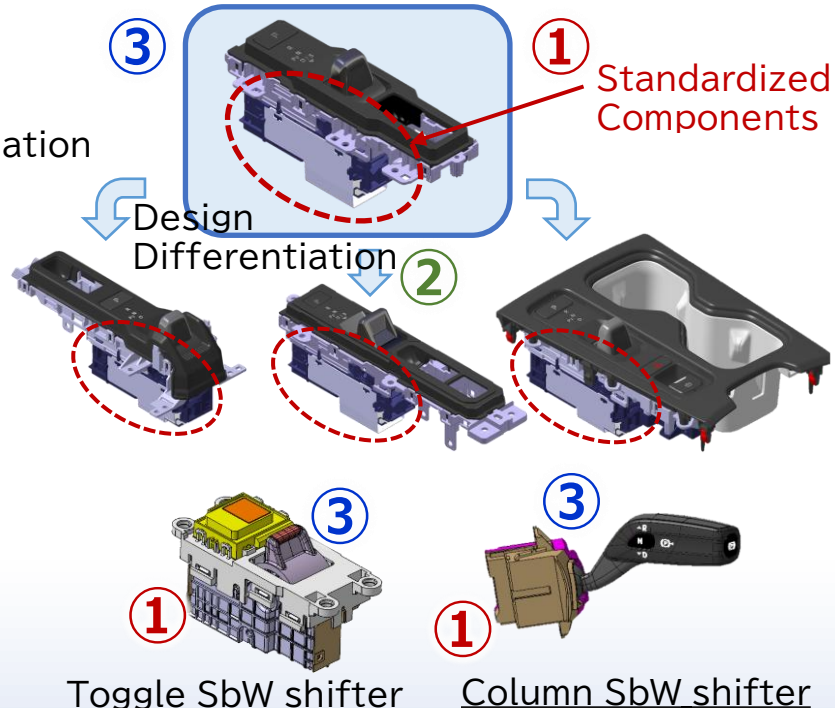 ③
①
Standardized
Components
ation
Design
Differentiation
②
③
③
①
①
R
N
D
Toggle SbW shifter
Column SbW shifter